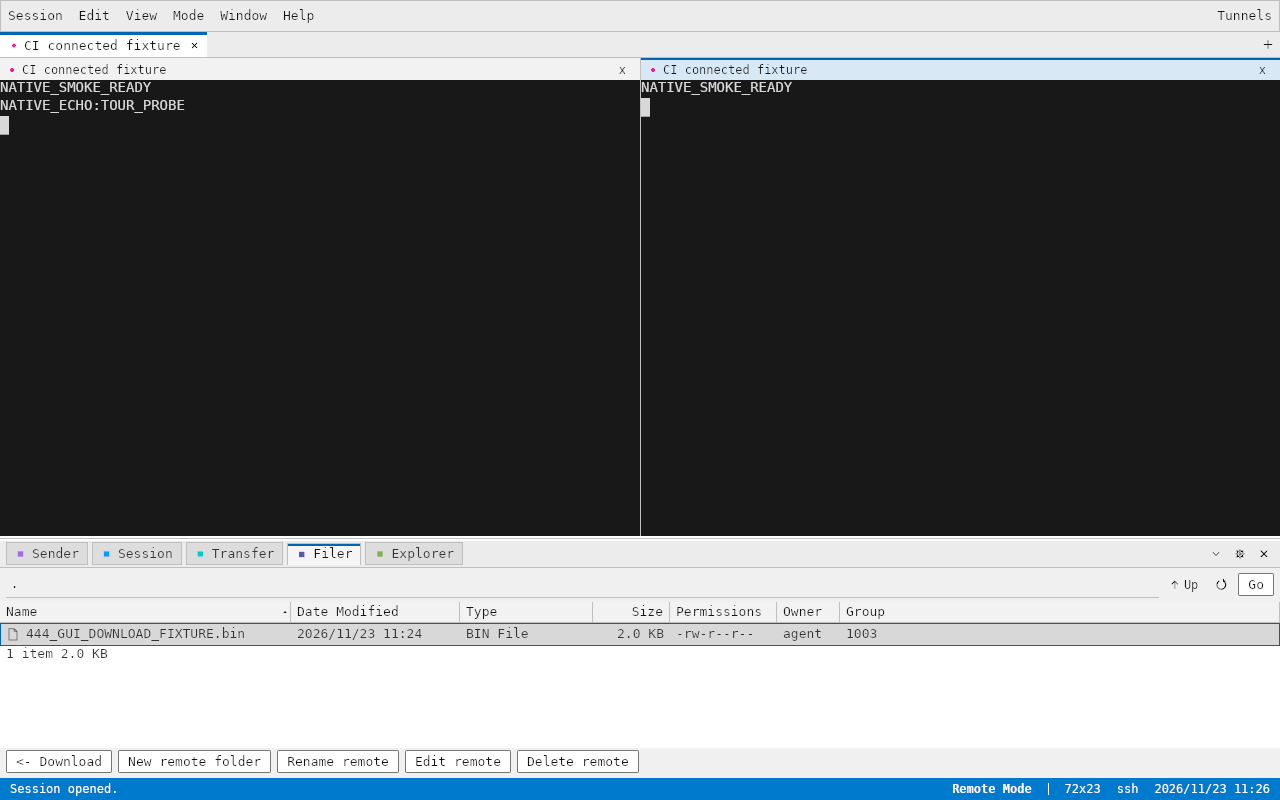 Session Edit View Mode Window Help Tunnels
CI connected fixture × +
CI connected fixture x
CI connected fixture x
NATIVE_SMOKE_READY
NATIVE_ECHO:TOUR_PROBE
NATIVE_SMOKE_READY
Sender Session Transfer Filer Explorer
. ↑ Up Go
Name Date Modified Type Size Permissions Owner Group
444_GUI_DOWNLOAD_FIXTURE.bin 2026/11/23 11:24 BIN File 2.0 KB -rw-r--r-- agent 1003
1 item 2.0 KB
<- Download New remote folder Rename remote Edit remote Delete remote
Session opened. Remote Mode | 72x23 ssh 2026/11/23 11:26